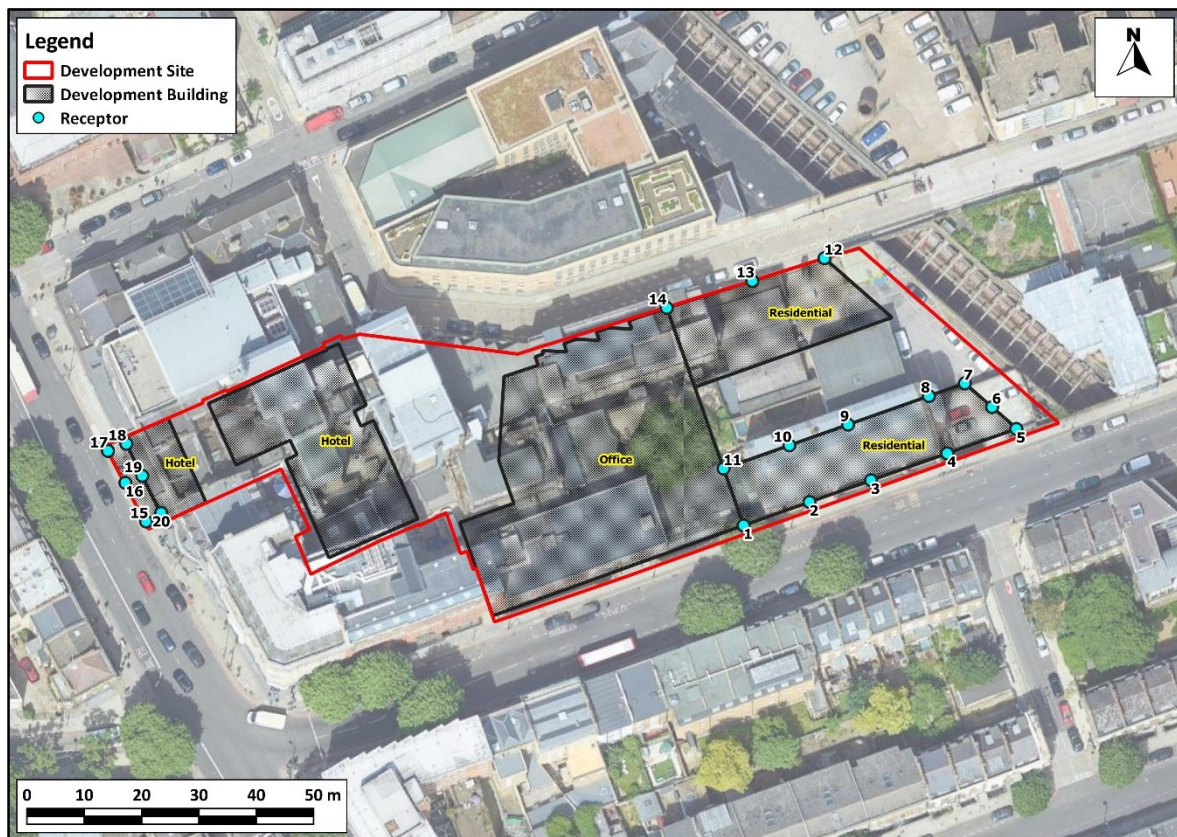 Legend
Development Site
Development Building
Receptor
N
12
13
14
Residential
17
18
Hotel
19
16
15
20
Hotel
Office
7
8
6
9
Residential
5
10
4
11
3
2
1
0 10 20 30 40 50 m